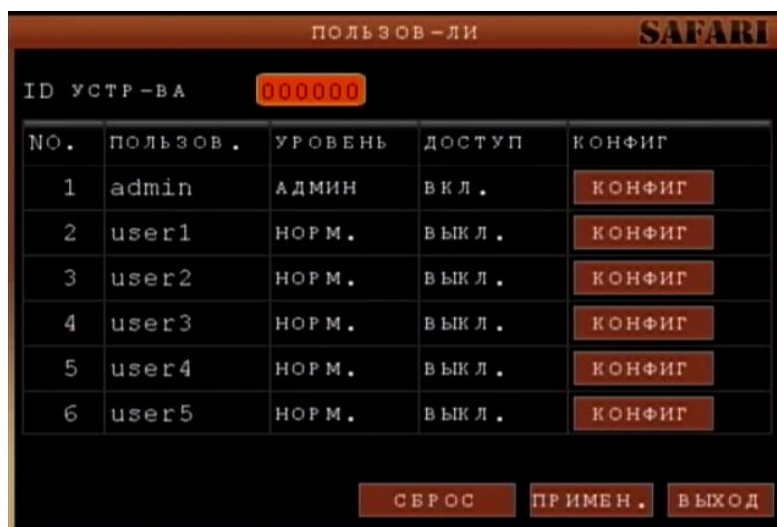 ПОЛЬЗОВ-ЛИ SAFARI
ID УСТР-ВА 000000
NO. ПОЛЬЗОВ. УРОВЕНЬ ДОСТУП КОНФИГ
1 admin АДМИН ВКЛ. КОНФИГ
2 user1 НОРМ. ВЫКЛ. КОНФИГ
3 user2 НОРМ. ВЫКЛ. КОНФИГ
4 user3 НОРМ. ВЫКЛ. КОНФИГ
5 user4 НОРМ. ВЫКЛ. КОНФИГ
6 user5 НОРМ. ВЫКЛ. КОНФИГ
СБРОС ПРИМЕН. ВЫХОД